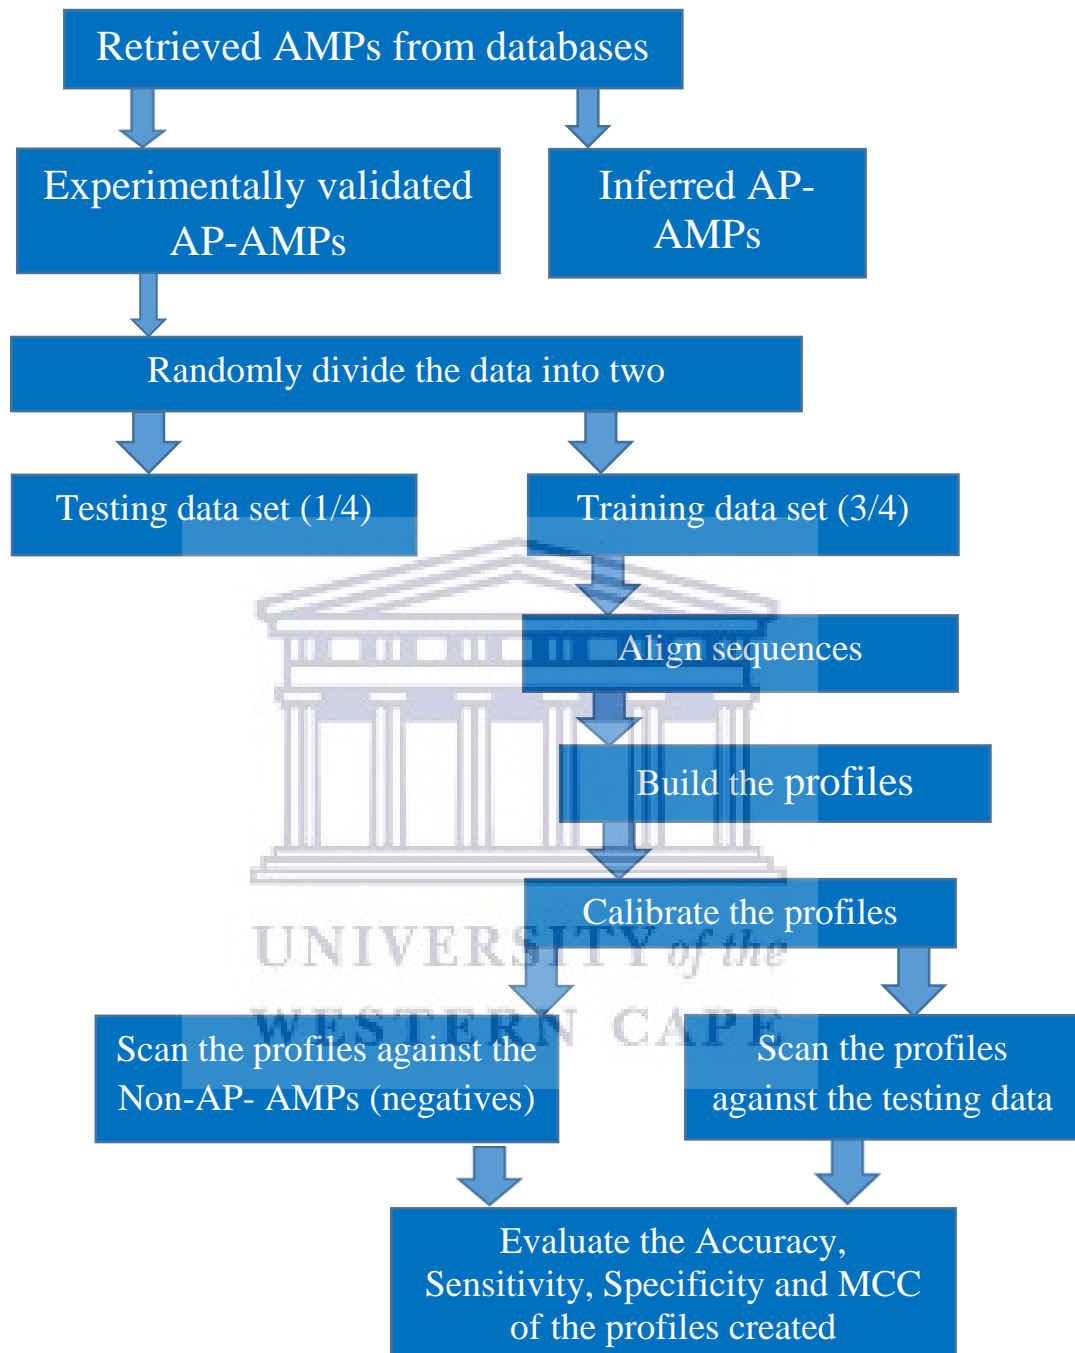 Retrieved AMPs from databases
Experimentally validated
AP-AMPs
Inferred AP-
AMPs
Randomly divide the data into two
Testing data set (1/4)
Training data set (3/4)
Align sequences
Build the profiles
Calibrate the profiles
UNIVERSITY of the
WESTERN CAPE
Scan the profiles against the
Non-AP- AMPs (negatives)
Scan the profiles
against the testing data
Evaluate the Accuracy,
Sensitivity, Specificity and MCC
of the profiles created